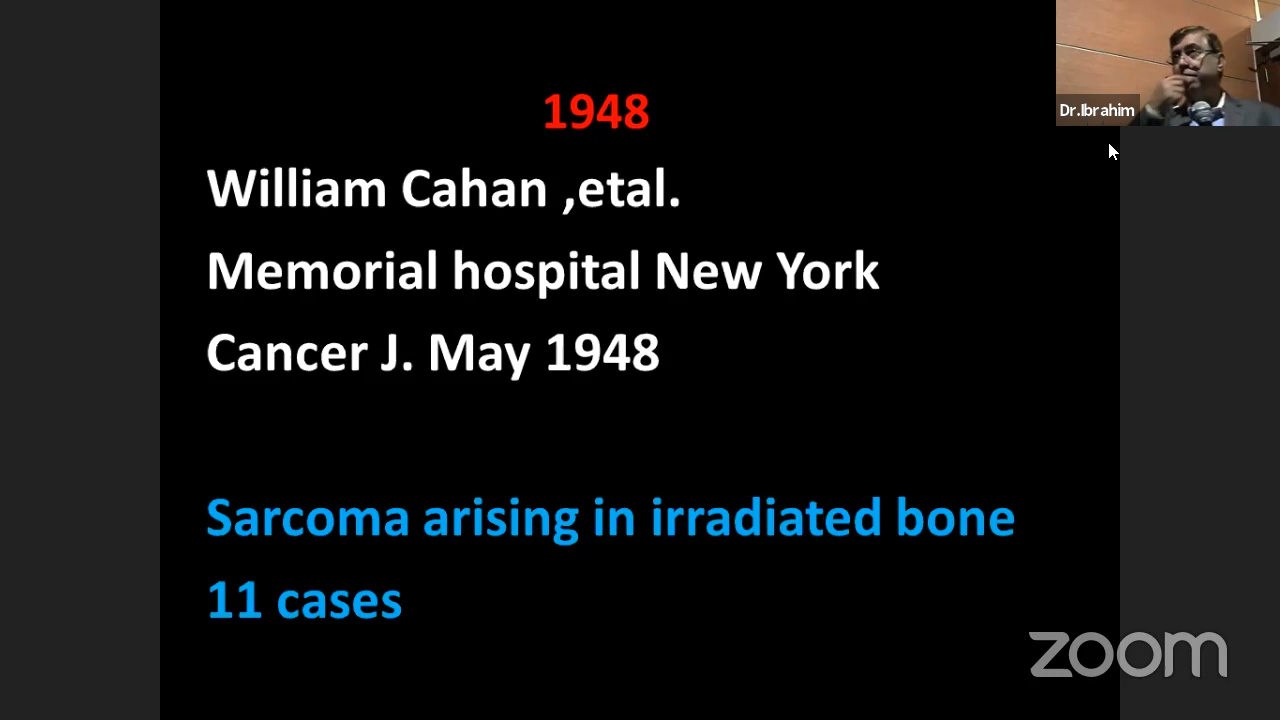 1948
William Cahan ,etal.
Memorial hospital New York
Cancer J. May 1948
Sarcoma arising in irradiated bone
11 cases
Dr.Ibrahim
zoom